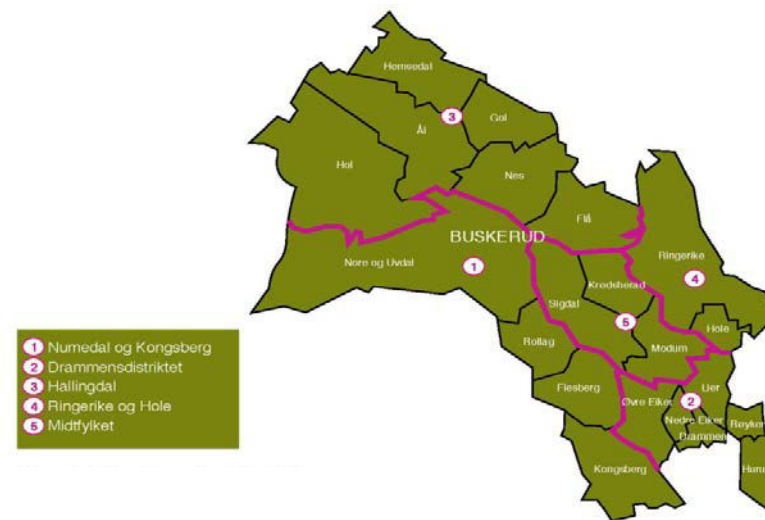 Hemsedal
Gol
3
Ål
Hol
Nes
Flå
BUSKERUD
Ringerike
Nore og Uvdal
1
Krødsherad
4
Sigdal
5
Hole
Rollag
Modum
Flesberg
Øvre Eiker
Lier
2
Nedre Eiker
Drammen
Røyken
Kongsberg
1 Numedal og Kongsberg
2 Drammensdistriktet
3 Hallingdal
4 Ringerike og Hole
5 Midtfylket